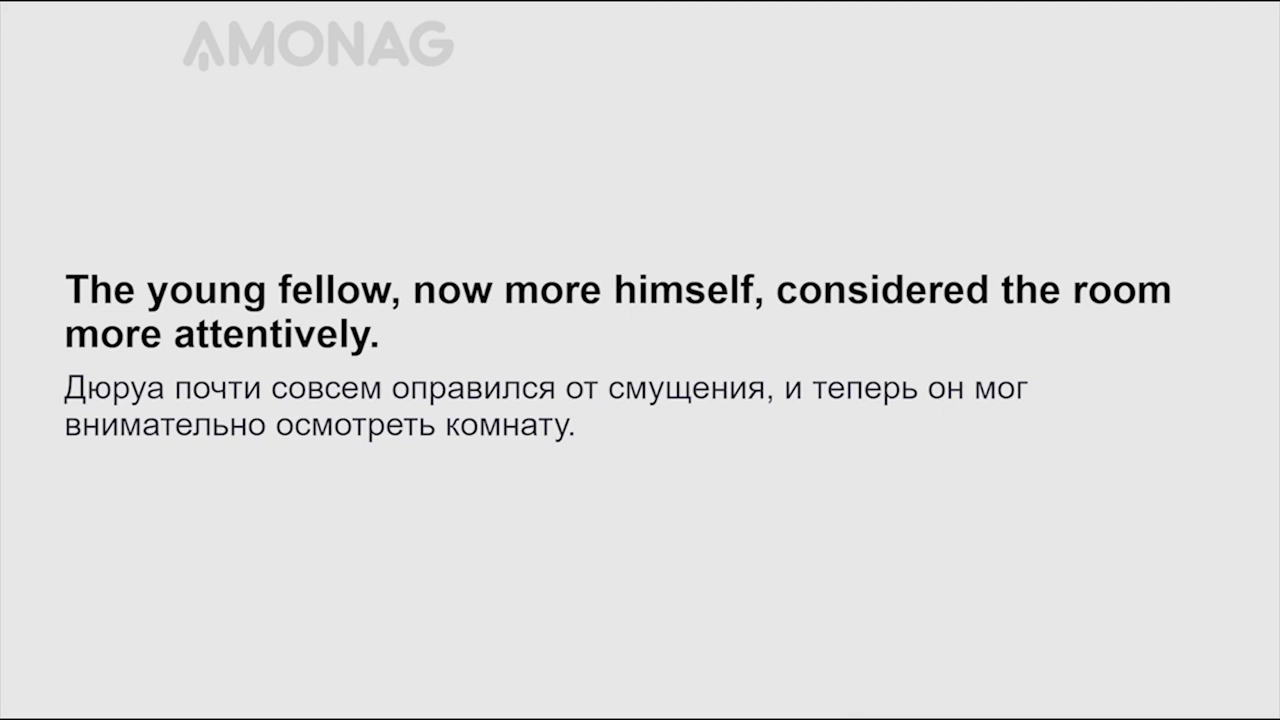 AMONAG
The young fellow, now more himself, considered the room
more attentively.
Дюруа почти совсем оправился от смущения, и теперь он мог
внимательно осмотреть комнату.